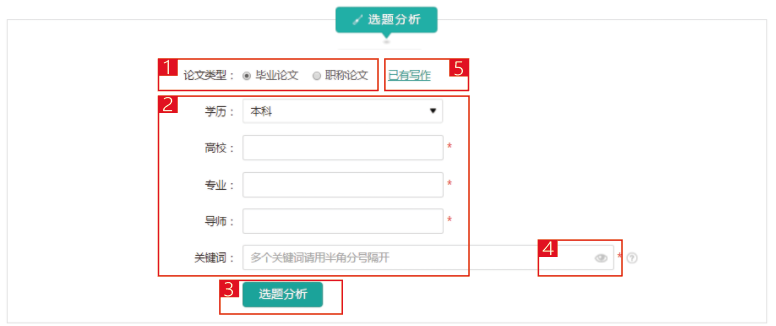 选题分析
1 论文类型： 毕业论文 职称论文 已有写作 5
2 学历： 本科
高校： *
专业： *
导师： *
关键词： 多个关键词请用半角分号隔开 4 * ?
3 选题分析